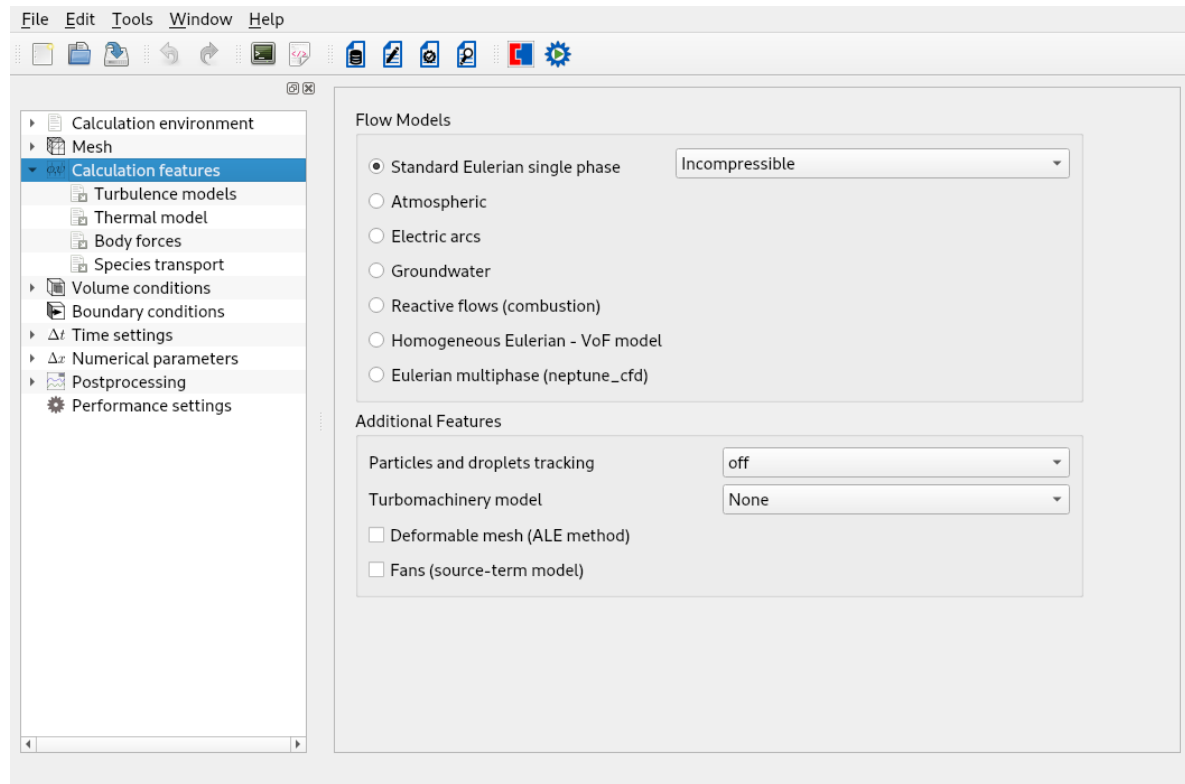 File Edit Tools Window Help
Calculation environment
Mesh
Calculation features
Turbulence models
Thermal model
Body forces
Species transport
Volume conditions
Boundary conditions
Δt Time settings
Δx Numerical parameters
Postprocessing
Performance settings
Flow Models
Standard Eulerian single phase Incompressible
Atmospheric
Electric arcs
Groundwater
Reactive flows (combustion)
Homogeneous Eulerian - VoF model
Eulerian multiphase (neptune_cfd)
Additional Features
Particles and droplets tracking off
Turbomachinery model None
Deformable mesh (ALE method)
Fans (source-term model)